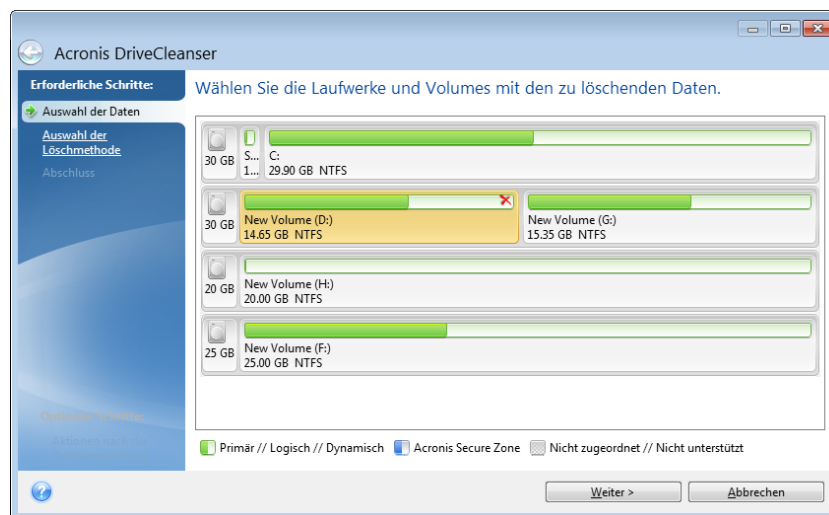 Acronis DriveCleanser
Erforderliche Schritte:
Auswahl der Daten
Auswahl der
Löschmethode
Abschluss
Wählen Sie die Laufwerke und Volumes mit den zu löschenden Daten.
30 GB
S...
1...
C:
29.90 GB NTFS
30 GB
New Volume (D:)
14.65 GB NTFS
New Volume (G:)
15.35 GB NTFS
20 GB
New Volume (H:)
20.00 GB NTFS
25 GB
New Volume (F:)
25.00 GB NTFS
Primär // Logisch // Dynamisch
Acronis Secure Zone
Nicht zugeordnet // Nicht unterstützt
Weiter >
Abbrechen